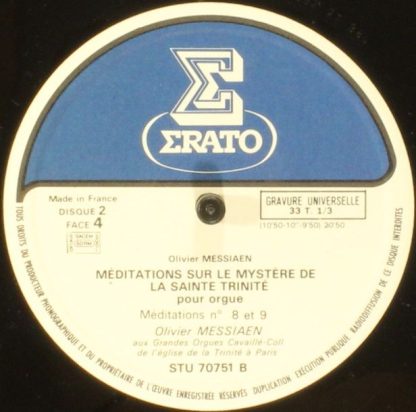 Σ
ΣRATO
Made in France
DISQUE 2
FACE 4
SACEM
GRAVURE UNIVERSELLE
33 T. 1/3
(10'50-10"-9'50) 20'50
Olivier MESSIAEN
MÉDITATIONS SUR LE MYSTÈRE DE
LA SAINTE TRINITÉ
pour orgue
Méditations n° 8 et 9
Olivier MESSIAEN
aux Grandes Orgues Cavaillé-Coll
de l'église de la Trinité à Paris
STU 70751 B
TOUS DROITS DU PRODUCTEUR PHONOGRAPHIQUE ET DU PROPRIÉTAIRE DE L'ŒUVRE ENREGISTRÉE RÉSERVÉS DUPLICATION EXÉCUTION PUBLIQUE RADIODIFFUSION DE CE DISQUE INTERDITES